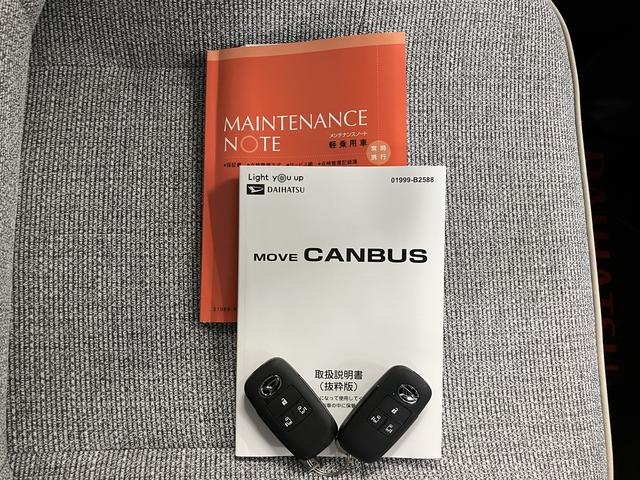 MAINTENANCE
NOTE
メンテナンスノート
軽乗用車
常時
携行
Light you up
DAIHATSU
01999-B2588
MOVE CANBUS
取扱説明書
（抜粋版）
DAIHATSU